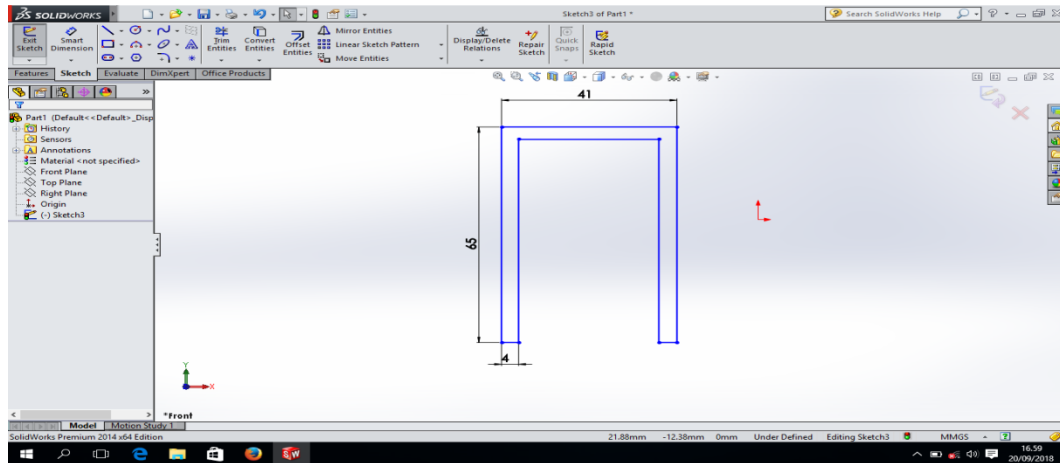 SOLIDWORKS
Sketch3 of Part1 *
Search SolidWorks Help
Exit Sketch
Smart Dimension
Trim Entities
Convert Entities
Offset Entities
Mirror Entities
Linear Sketch Pattern
Move Entities
Display/Delete Relations
Repair Sketch
Quick Snaps
Rapid Sketch
Features Sketch Evaluate DimXpert Office Products
Part1 (Default<<Default>_Disp
History
Sensors
Annotations
Material <not specified>
Front Plane
Top Plane
Right Plane
Origin
(-) Sketch3
41
65
4
Y
X
*Front
Model Motion Study 1
SolidWorks Premium 2014 x64 Edition
21.88mm -12.38mm 0mm Under Defined Editing Sketch3 MMGS
16.59
20/09/2018